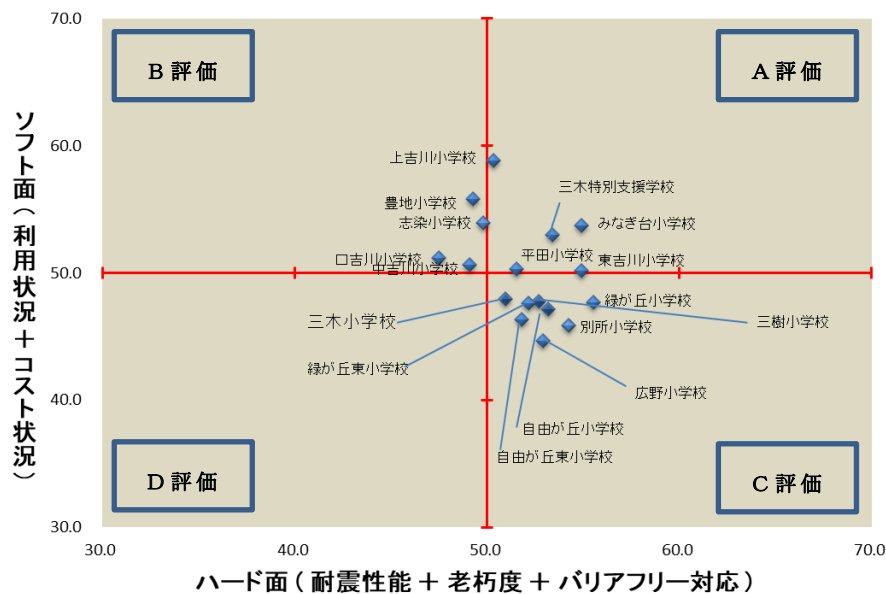 70.0
B 評価
A 評価
60.0
上吉川小学校
三木特別支援学校
豊地小学校
志染小学校
みなぎ台小学校
口吉川小学校
中吉川小学校
平田小学校
東吉川小学校
50.0
三木小学校
緑が丘小学校
三樹小学校
別所小学校
緑が丘東小学校
広野小学校
40.0
自由が丘小学校
自由が丘東小学校
D 評価
C 評価
30.0
30.0
40.0
50.0
60.0
70.0
ソフト面(利用状況+コスト状況)
ハード面(耐震性能+老朽度+バリアフリー対応)